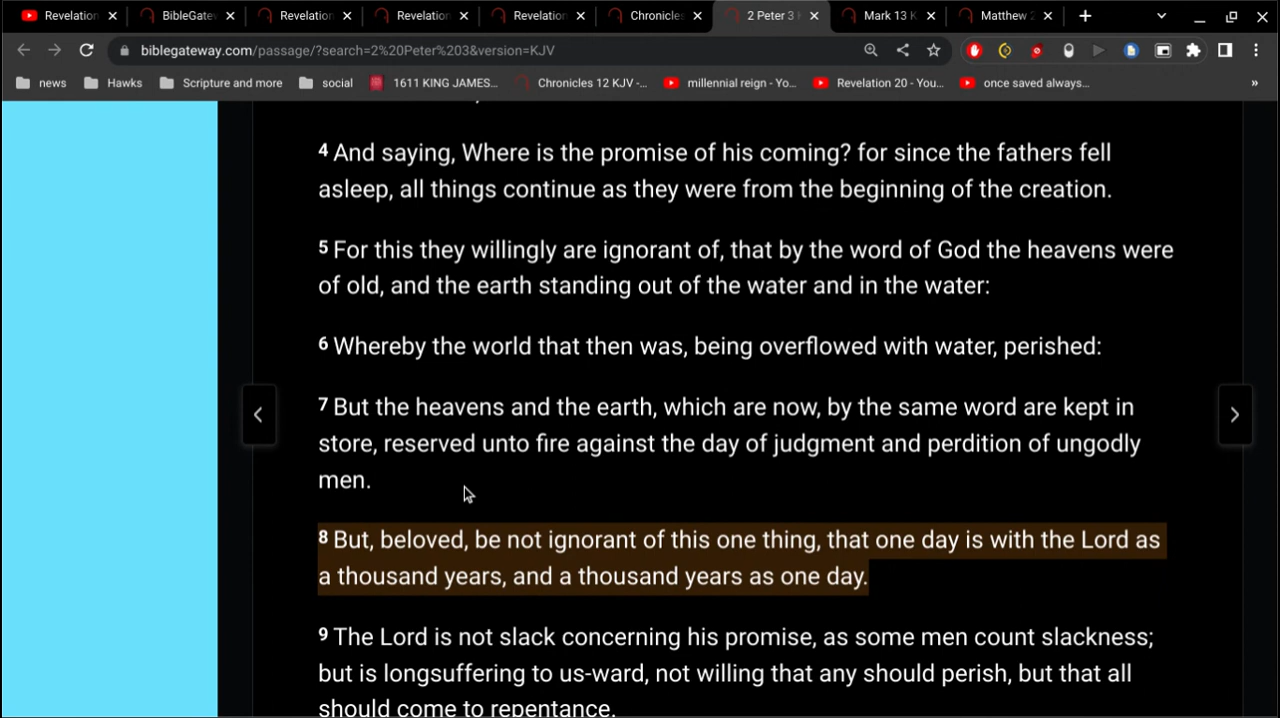 Revelation
BibleGatew
Revelation
Revelation
Revelation
Chronicles
2 Peter 3 K
Mark 13 K
Matthew 2
biblegateway.com/passage/?search=2%20Peter%203&version=KJV
news
Hawks
Scripture and more
social
1611 KING JAMES...
Chronicles 12 KJV -...
millennial reign - Yo...
Revelation 20 - You...
once saved always...
4 And saying, Where is the promise of his coming? for since the fathers fell
asleep, all things continue as they were from the beginning of the creation.
5 For this they willingly are ignorant of, that by the word of God the heavens were
of old, and the earth standing out of the water and in the water:
6 Whereby the world that then was, being overflowed with water, perished:
7 But the heavens and the earth, which are now, by the same word are kept in
store, reserved unto fire against the day of judgment and perdition of ungodly
men.
8 But, beloved, be not ignorant of this one thing, that one day is with the Lord as
a thousand years, and a thousand years as one day.
9 The Lord is not slack concerning his promise, as some men count slackness;
but is longsuffering to us-ward, not willing that any should perish, but that all
should come to repentance.